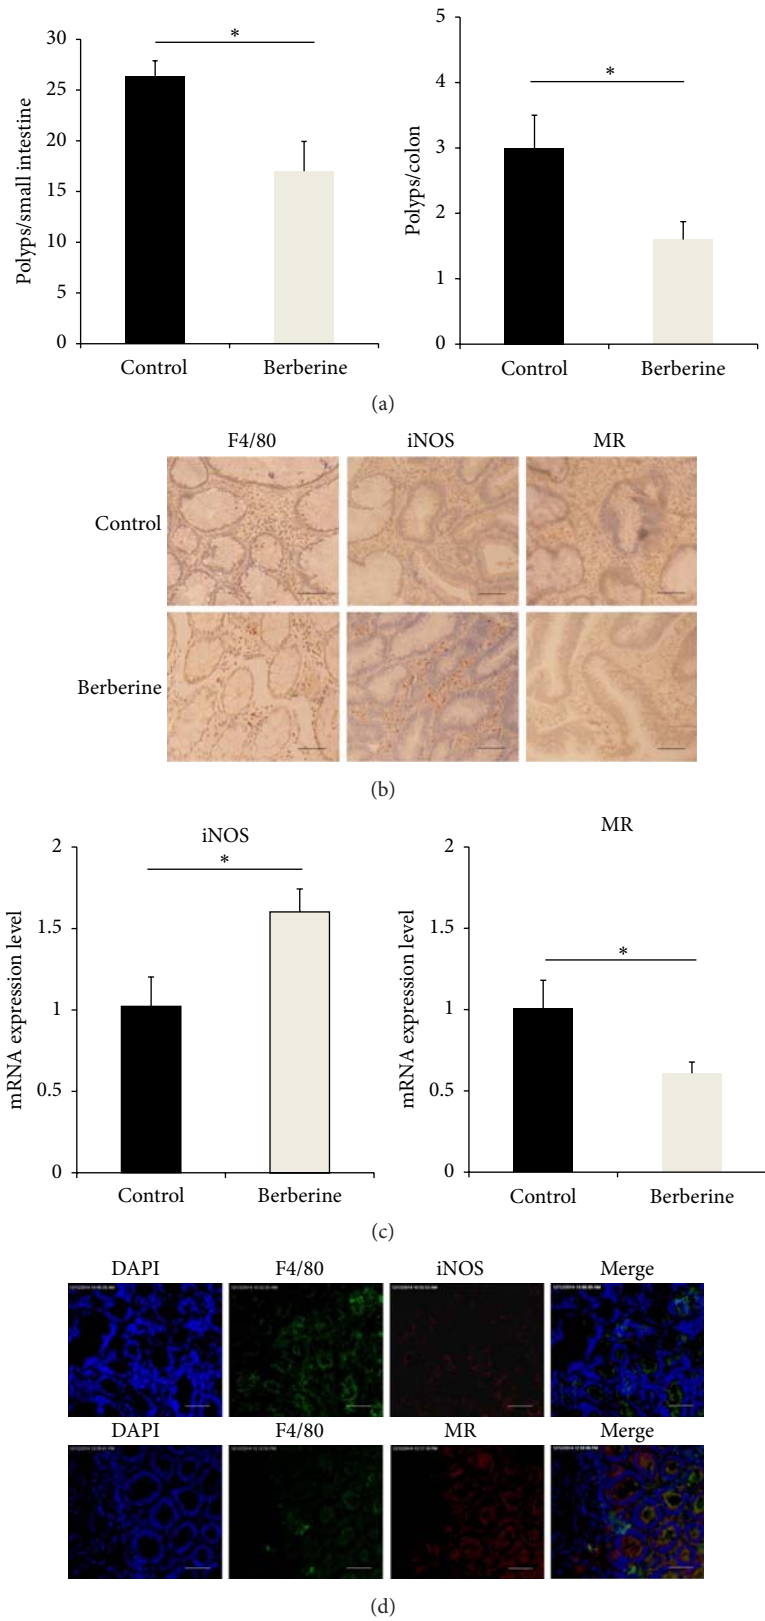 30
25
20
15
10
5
0
Polyps/small intestine
*
Control
Berberine
5
4
3
2
1
0
Polyps/colon
*
Control
Berberine
(a)
F4/80 iNOS MR
Control
Berberine
(b)
iNOS
2
1.5
1
0.5
0
mRNA expression level
*
Control
Berberine
MR
2
1.5
1
0.5
0
mRNA expression level
*
Control
Berberine
(c)
DAPI F4/80 iNOS Merge
DAPI F4/80 MR Merge
(d)